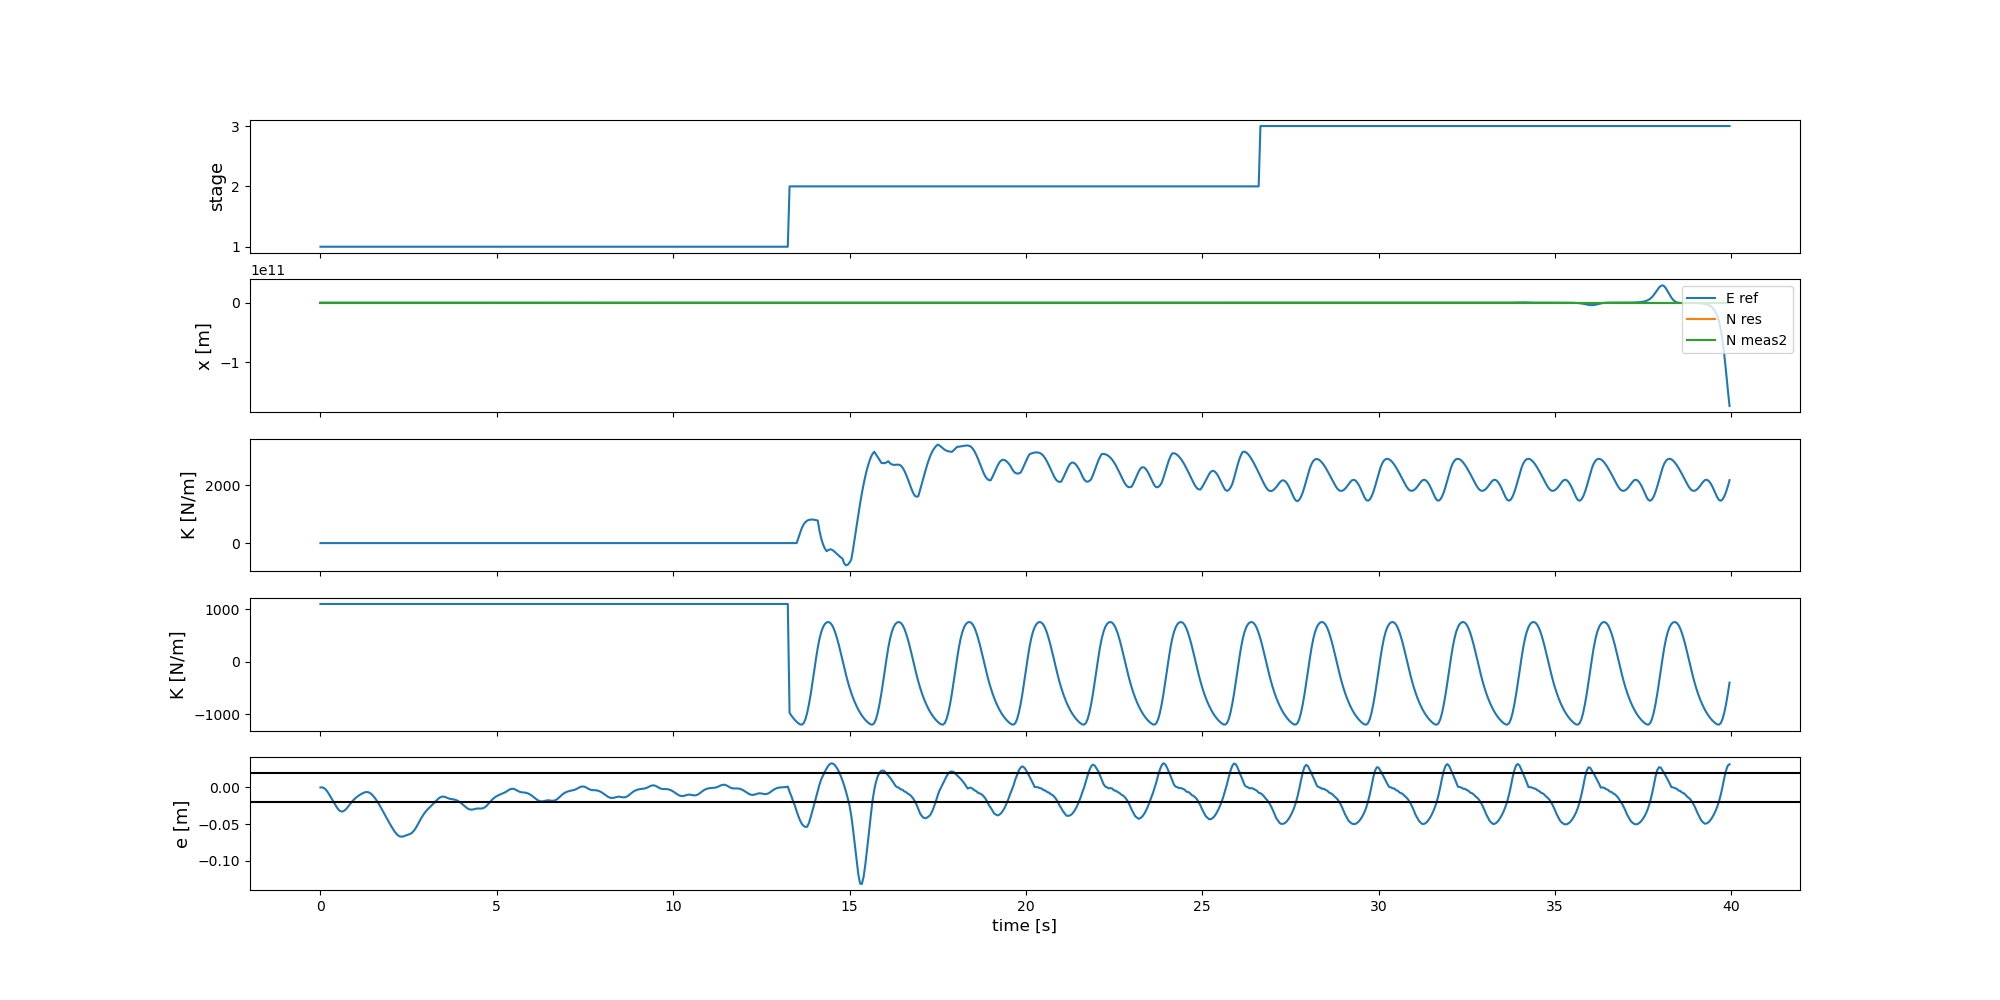 3
2
1
stage
1e11
0
−1
x [m]
E ref
N res
N meas2
2000
0
K [N/m]
1000
0
−1000
K [N/m]
0.00
−0.05
−0.10
e [m]
0 5 10 15 20 25 30 35 40
time [s]